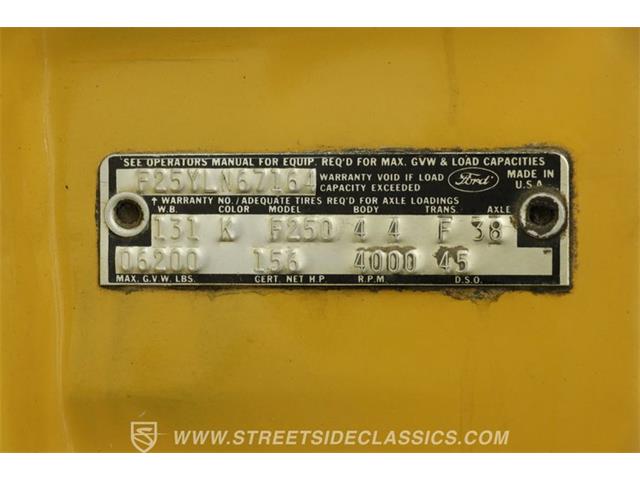 SEE OPERATORS MANUAL FOR EQUIP. REQ'D FOR MAX. GVW & LOAD CAPACITIES
F25YLN67164 WARRANTY VOID IF LOAD CAPACITY EXCEEDED Ford MADE IN U.S.A.
↑ WARRANTY NO./ADEQUATE TIRES REQ'D FOR AXLE LOADINGS
W.B. COLOR MODEL BODY TRANS. AXLE
131 K F250 44 F 38
06200 156 4000 45
MAX. G.V.W. LBS. CERT. NET H.P. R.P.M. D.S.O.
WWW.STREETSIDECLASSICS.COM